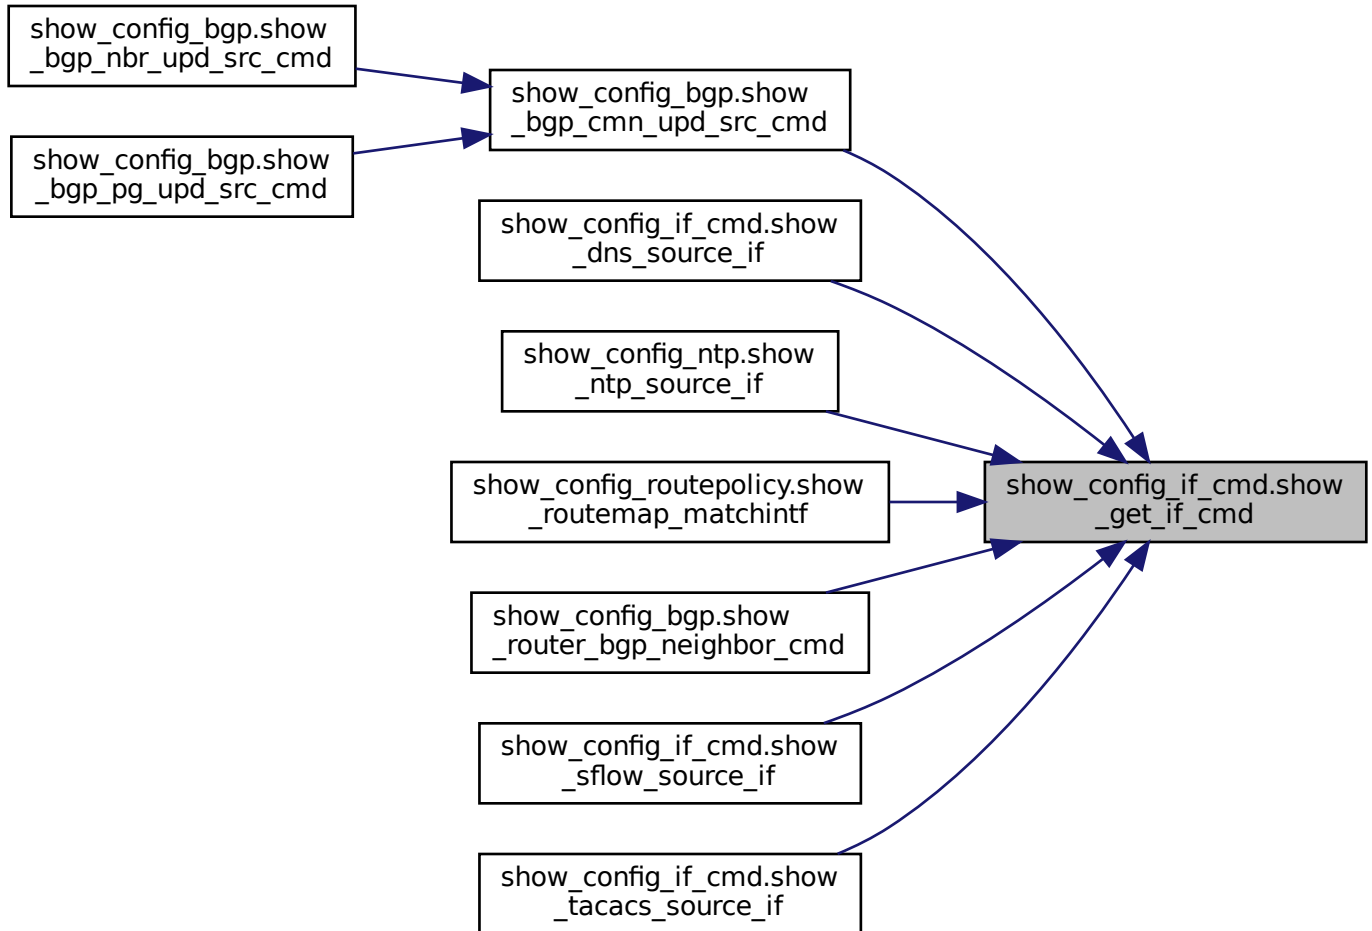 show_config_bgp.show
_bgp_nbr_upd_src_cmd
show_config_bgp.show
_bgp_pg_upd_src_cmd
show_config_bgp.show
_bgp_cmn_upd_src_cmd
show_config_if_cmd.show
_dns_source_if
show_config_ntp.show
_ntp_source_if
show_config_routepolicy.show
_routemap_matchintf
show_config_bgp.show
_router_bgp_neighbor_cmd
show_config_if_cmd.show
_sflow_source_if
show_config_if_cmd.show
_tacacs_source_if
show_config_if_cmd.show
_get_if_cmd